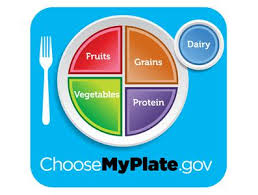 Dairy
Fruits
Grains
Vegetables
Protein
ChooseMyPlate.gov